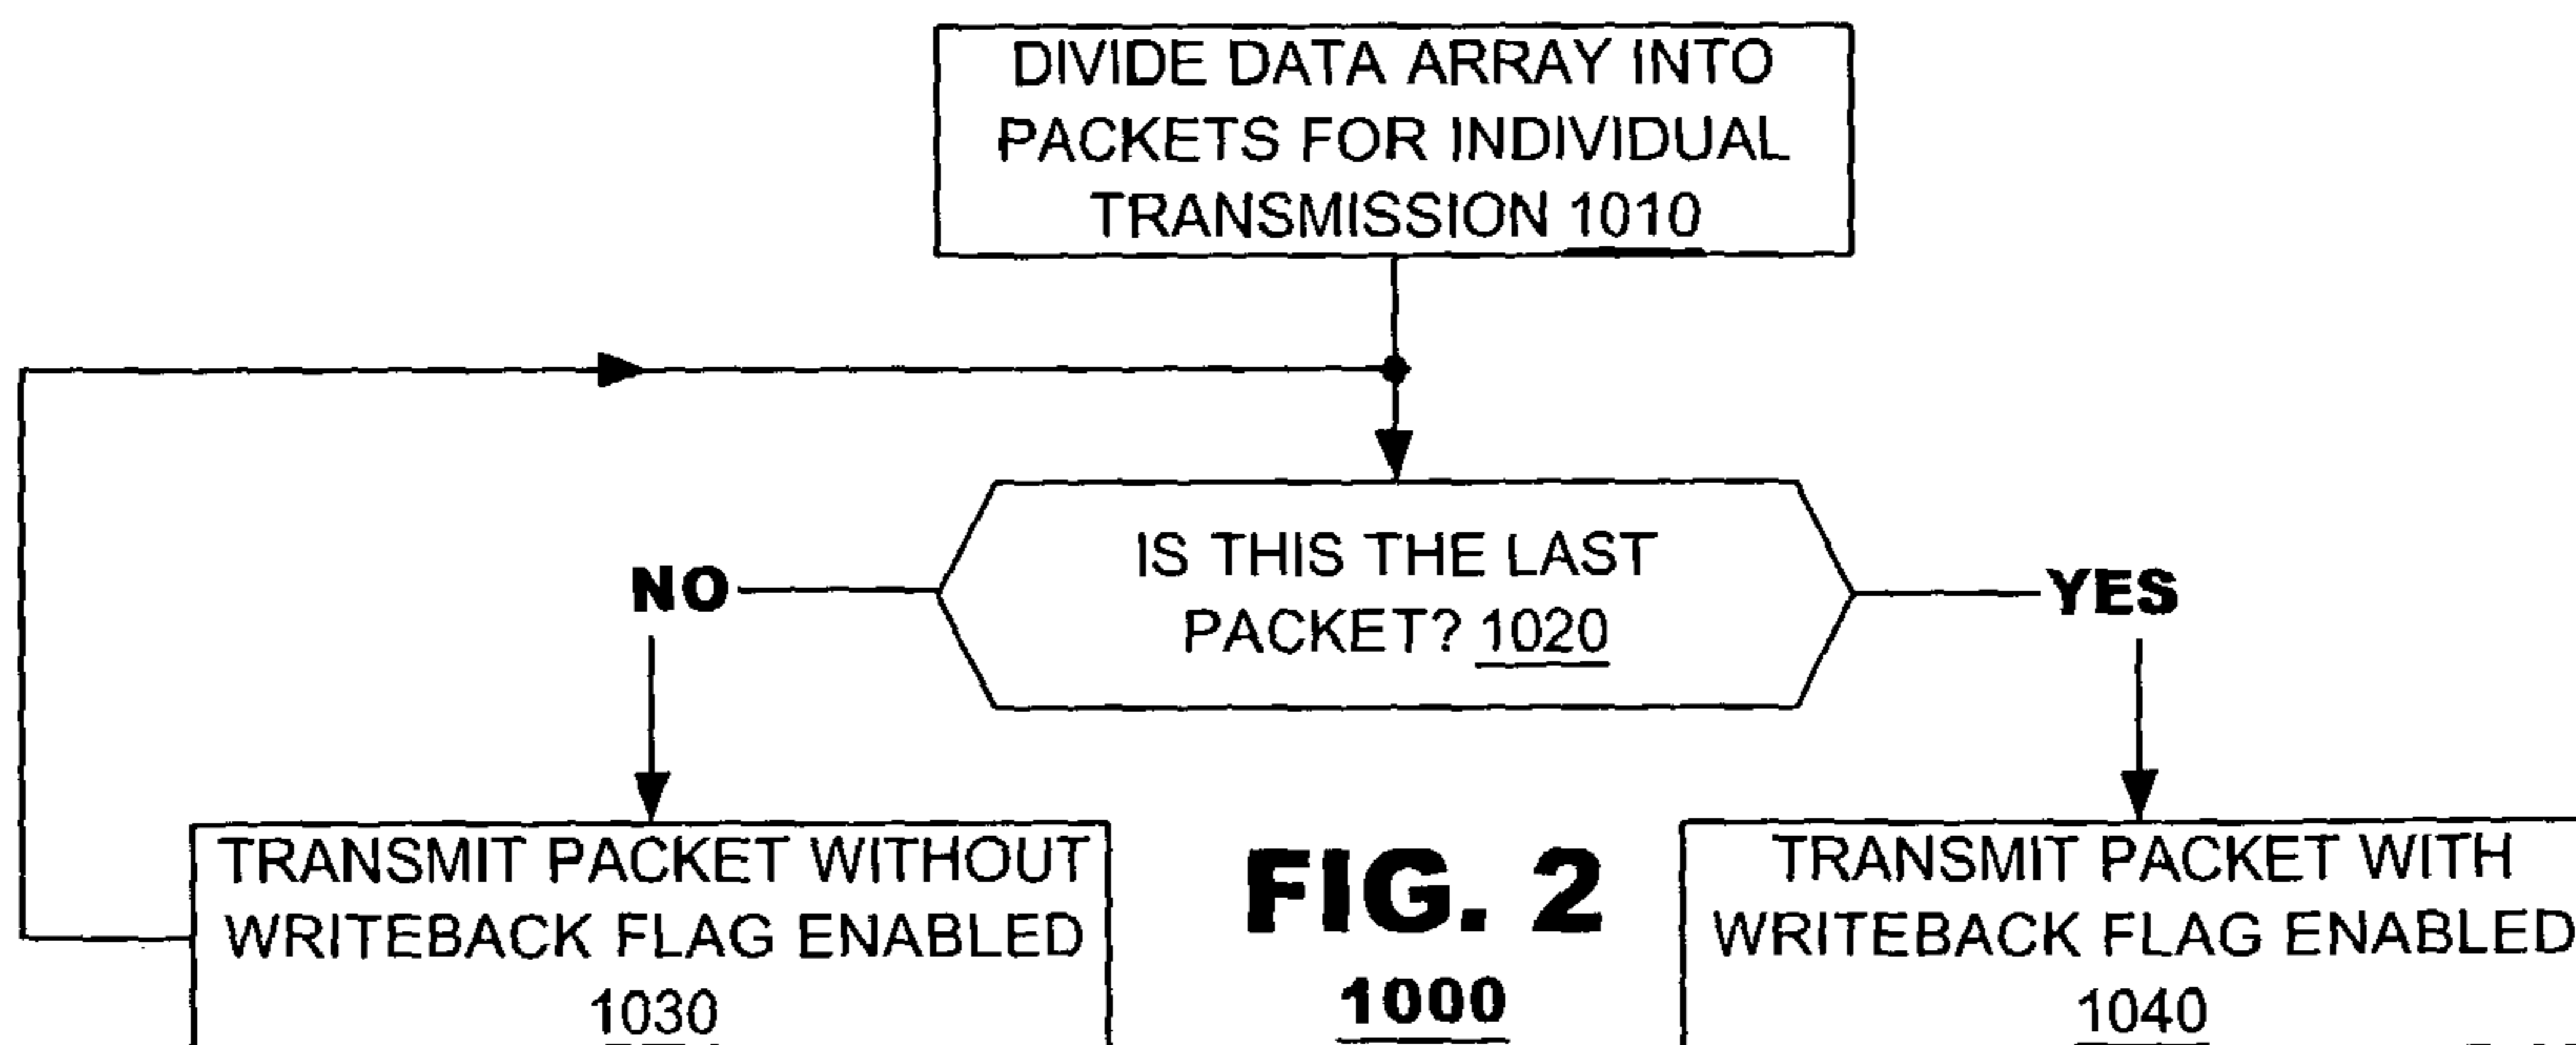 DIVIDE DATA ARRAY INTO
PACKETS FOR INDIVIDUAL
TRANSMISSION 1010
IS THIS THE LAST
PACKET? 1020
NO
YES
TRANSMIT PACKET WITHOUT
WRITEBACK FLAG ENABLED
1030
FIG. 2
1000
TRANSMIT PACKET WITH
WRITEBACK FLAG ENABLED
1040